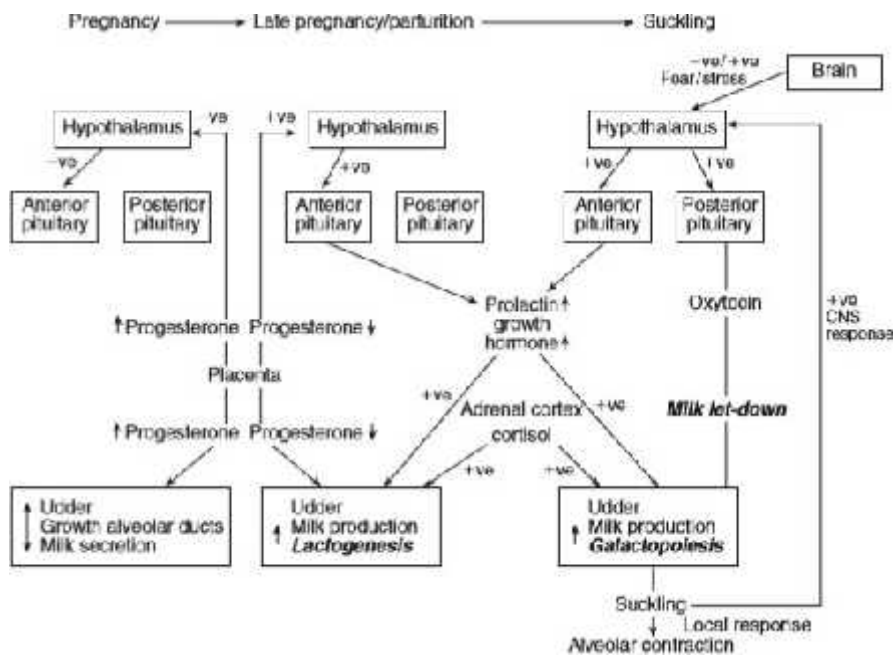 Pregnancy Late pregnancy/parturition Suckling
-ve/+ve
Fear/stress
Brain
Hypothalamus
-ve
+ve
Hypothalamus
Hypothalamus
-ve
+ve
+ve
+ve
Anterior
pituitary
Posterior
pituitary
Anterior
pituitary
Posterior
pituitary
Anterior
pituitary
Posterior
pituitary
Prolactin↑
growth
hormone↑
Oxytocin
+ve
CNS
response
↑Progesterone Progesterone↓
Placenta
↑Progesterone Progesterone↓
+ve
Adrenal cortex
cortisol
+ve
Milk let-down
+ve
+ve
↑ Udder
Growth alveolar ducts
↓ Milk secretion
Udder
↑ Milk production
Lactogenesis
Udder
↑ Milk production
Galactopoiesis
Suckling
Local response
Alveolar contraction